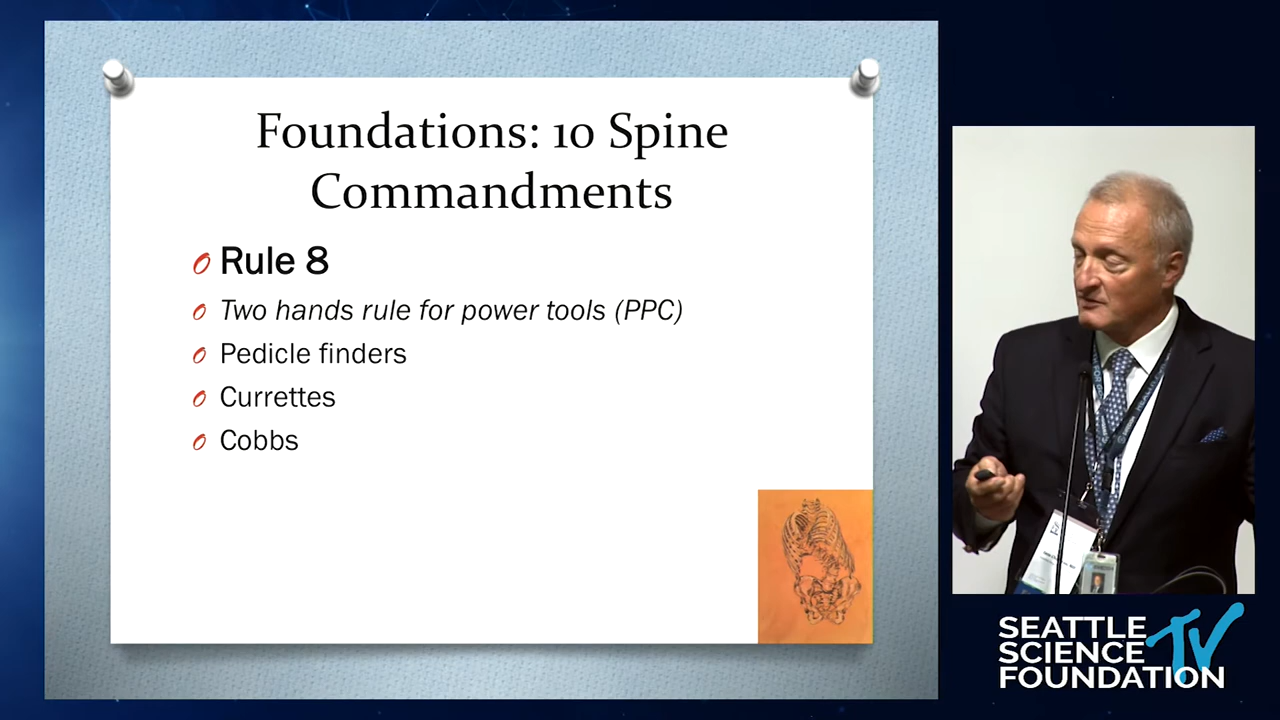 Foundations: 10 Spine
Commandments
Rule 8
Two hands rule for power tools (PPC)
Pedicle finders
Currettes
Cobbs
SEATTLE
SCIENCE
FOUNDATION
TV